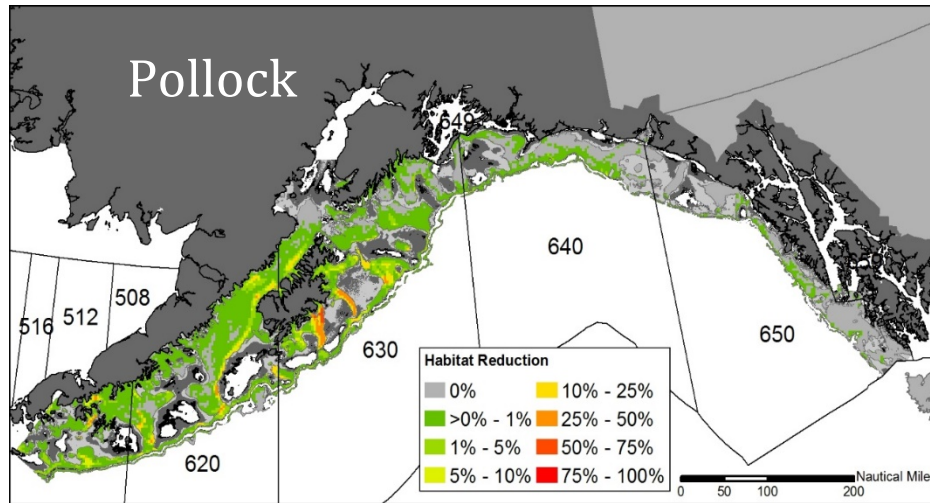 Pollock
649
640
508
512
516
630
650
620
Habitat Reduction
0%
>0% - 1%
1% - 5%
5% - 10%
10% - 25%
25% - 50%
50% - 75%
75% - 100%
Nautical Mile
0 50 100 200